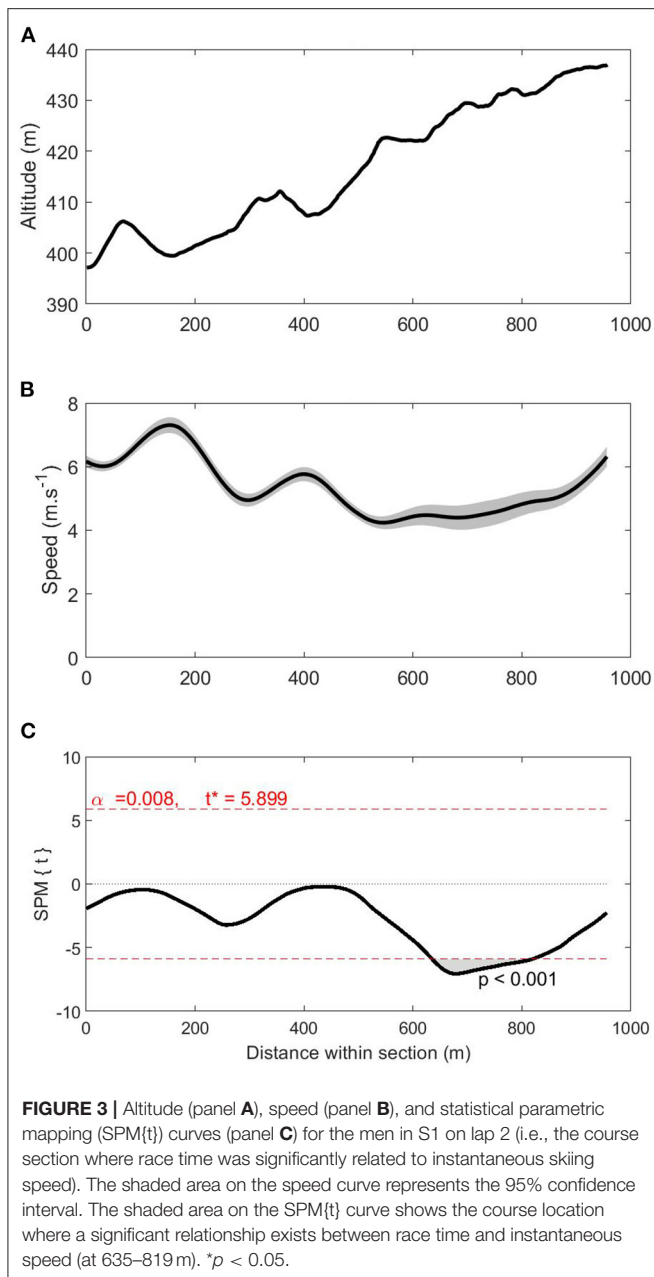 A
440
430
420
410
400
390
Altitude (m)
0 200 400 600 800 1000
B
8
6
4
2
0
Speed (m.s-1)
0 200 400 600 800 1000
C
10
5
0
-5
-10
SPM { t }
α =0.008, t* = 5.899
p < 0.001
0 200 400 600 800 1000
Distance within section (m)
FIGURE 3 | Altitude (panel A), speed (panel B), and statistical parametric
mapping (SPM{t}) curves (panel C) for the men in S1 on lap 2 (i.e., the course
section where race time was significantly related to instantaneous skiing
speed). The shaded area on the speed curve represents the 95% confidence
interval. The shaded area on the SPM{t} curve shows the course location
where a significant relationship exists between race time and instantaneous
speed (at 635–819 m). *p < 0.05.